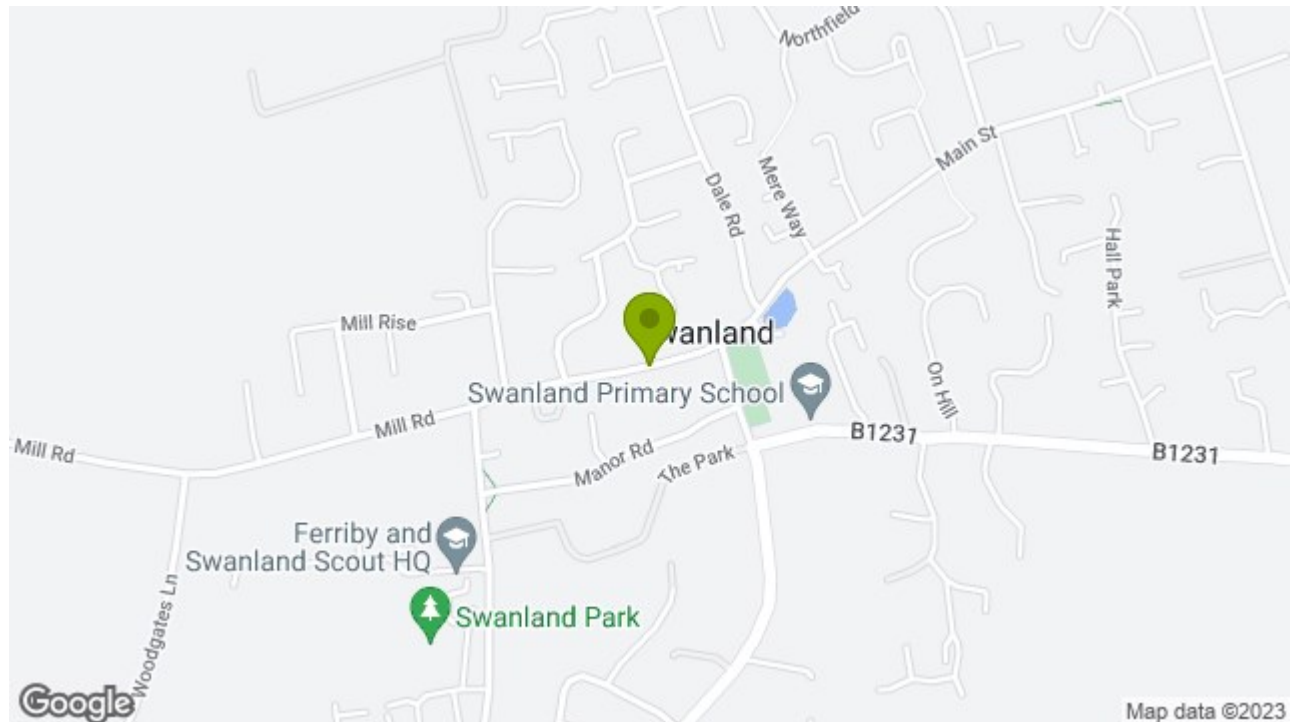 Northfield
Main St
Mere Way
Dale Rd
Hall Park
Mill Rise
wanland
Swanland Primary School
On Hill
Mill Rd
Mill Rd
B1231
B1231
Manor Rd
The Park
Ferriby and
Swanland Scout HQ
Woodgates Ln
Swanland Park
Google
Map data ©2023